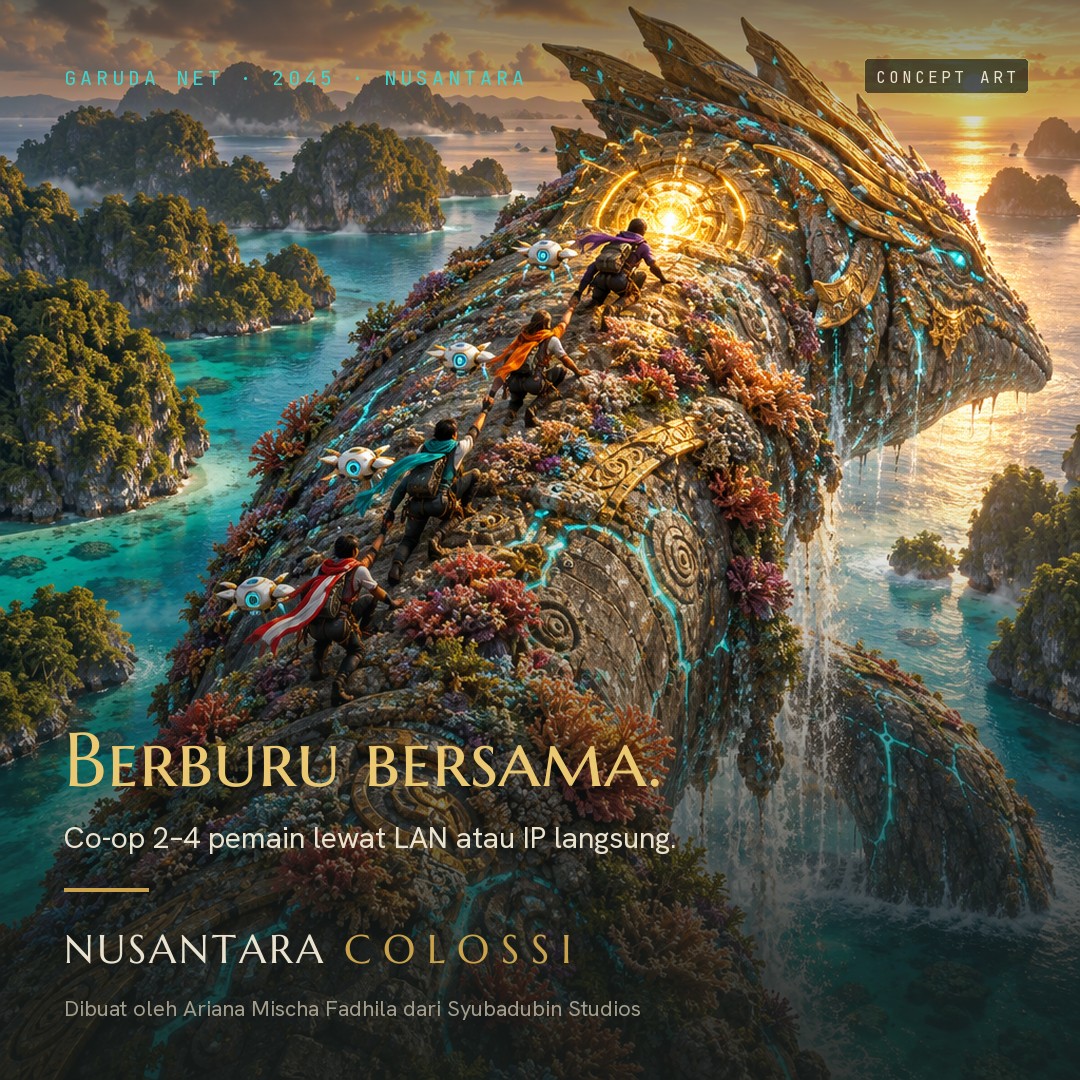 GARUDA NET · 2045 · NUSANTARA
CONCEPT ART
BERBURU BERSAMA.
Co-op 2–4 pemain lewat LAN atau IP langsung.
NUSANTARA COLOSSI
Dibuat oleh Ariana Mischa Fadhila dari Syubadubin Studios